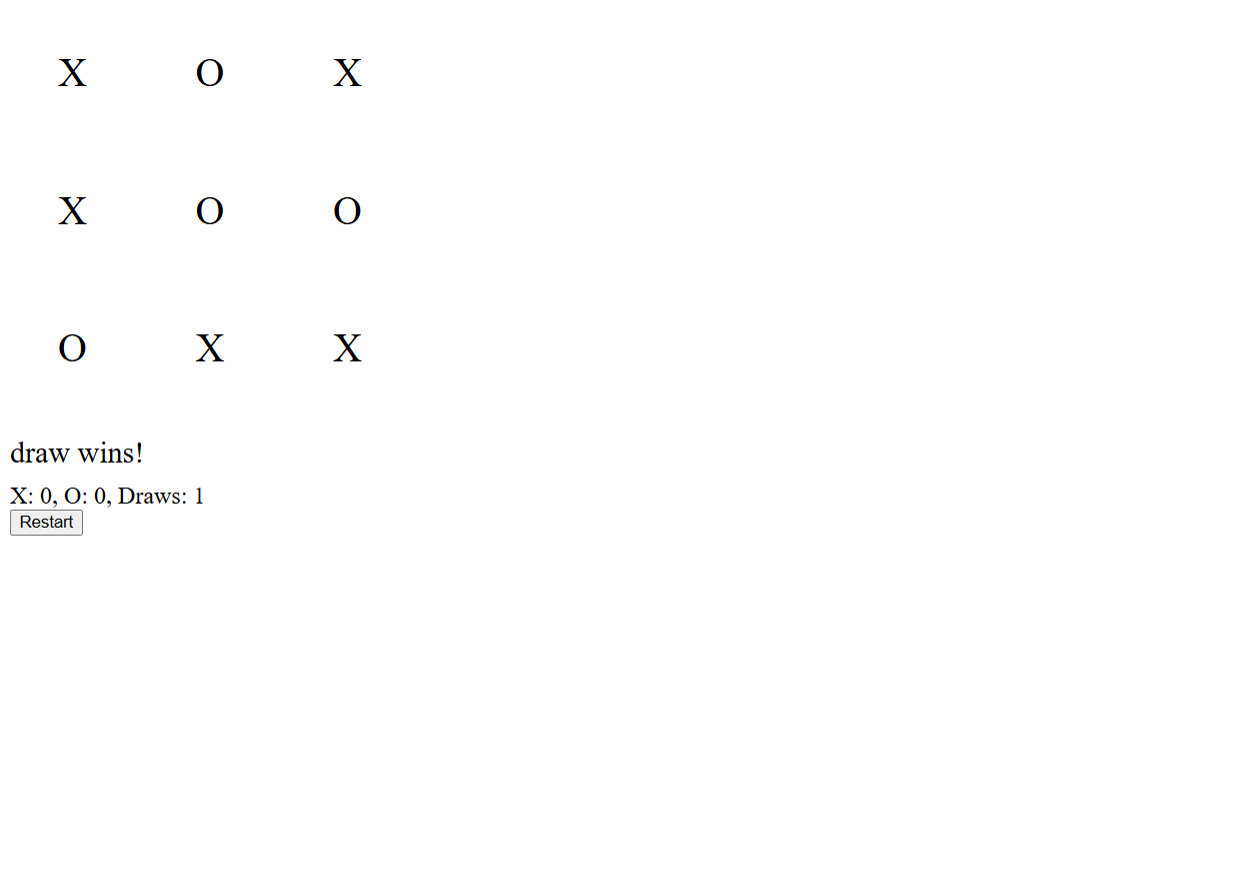 X O X
X O O
O X X
draw wins!
X: 0, O: 0, Draws: 1
Restart